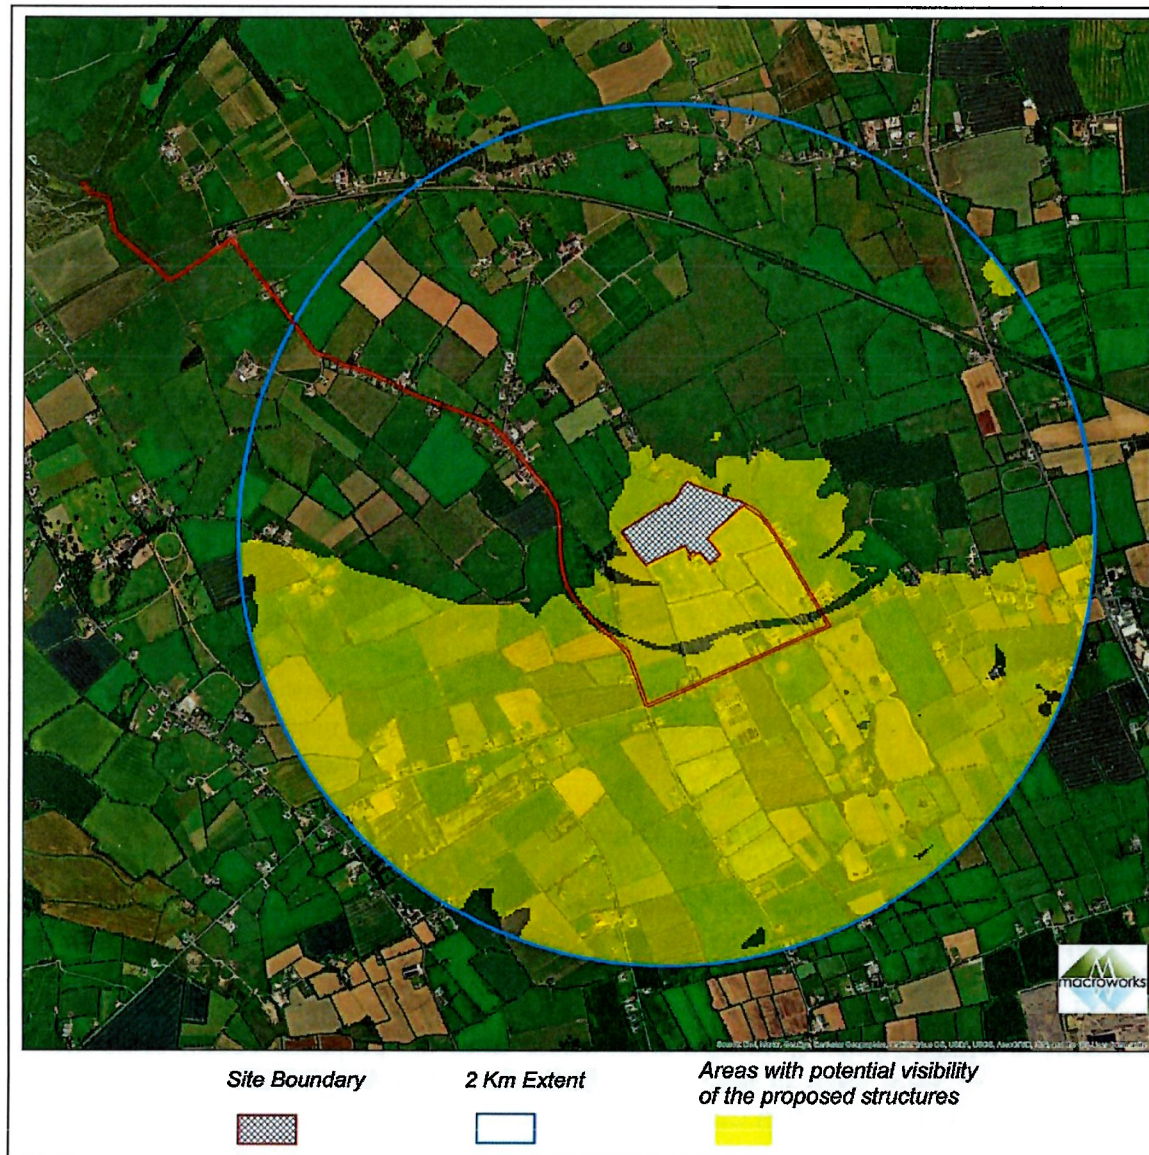 macroworks
Site Boundary
2 Km Extent
Areas with potential visibility
of the proposed structures